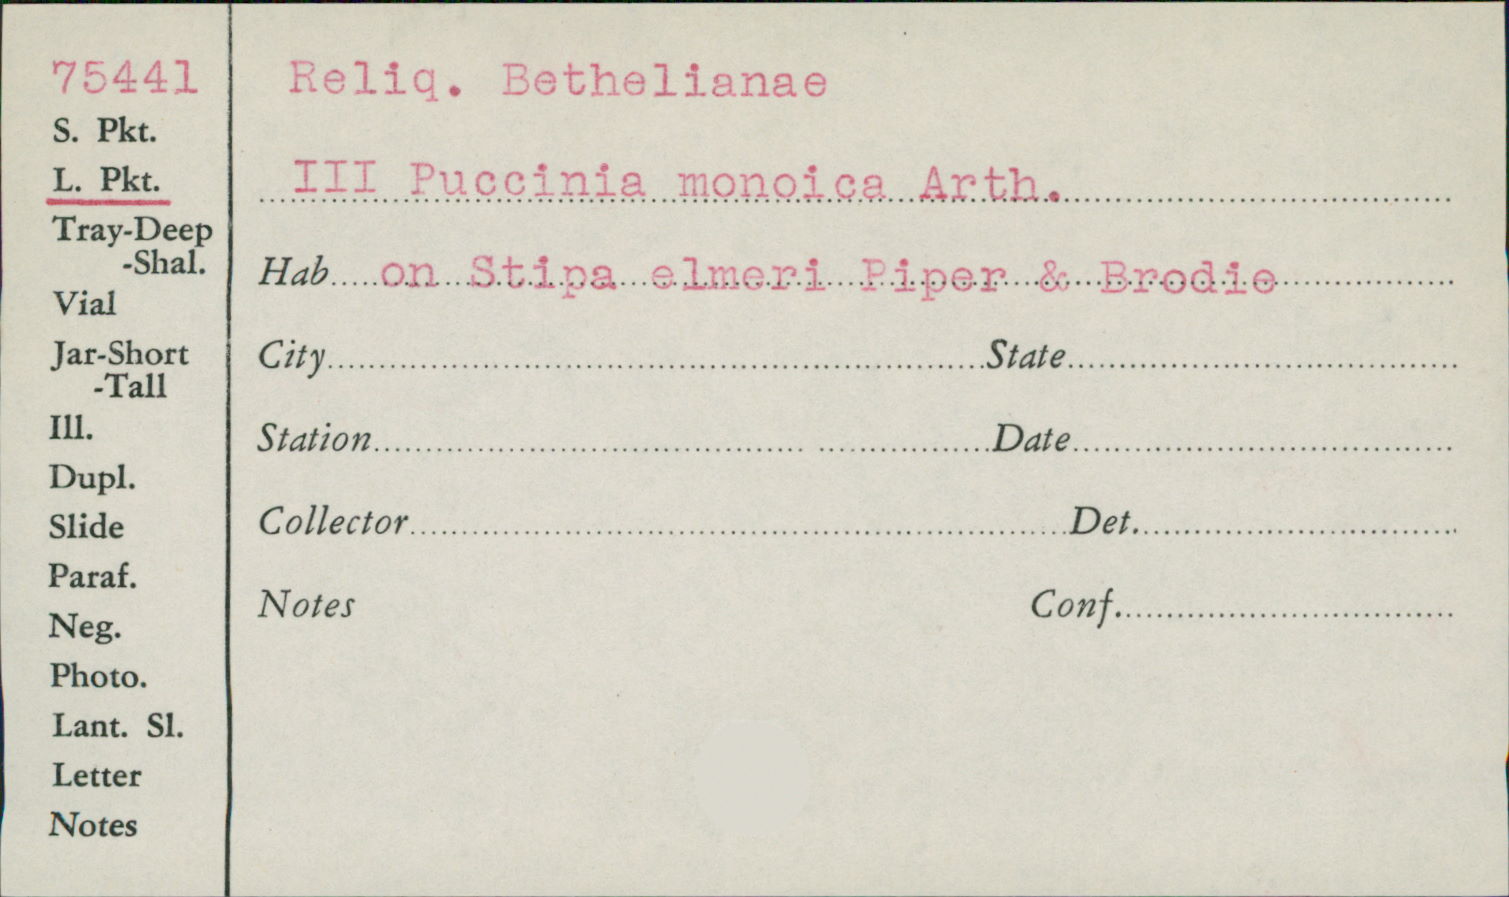 75441
S. Pkt.
L. Pkt.
Tray-Deep
-Shal.
Vial
Jar-Short
-Tall
Ill.
Dupl.
Slide
Paraf.
Neg.
Photo.
Lant. Sl.
Letter
Notes
Reliq. Bethelianae
III Puccinia monoica Arth.
Hab. on Stipa elmeri Piper & Brodie
City State
Station Date
Collector Det.
Notes Conf.